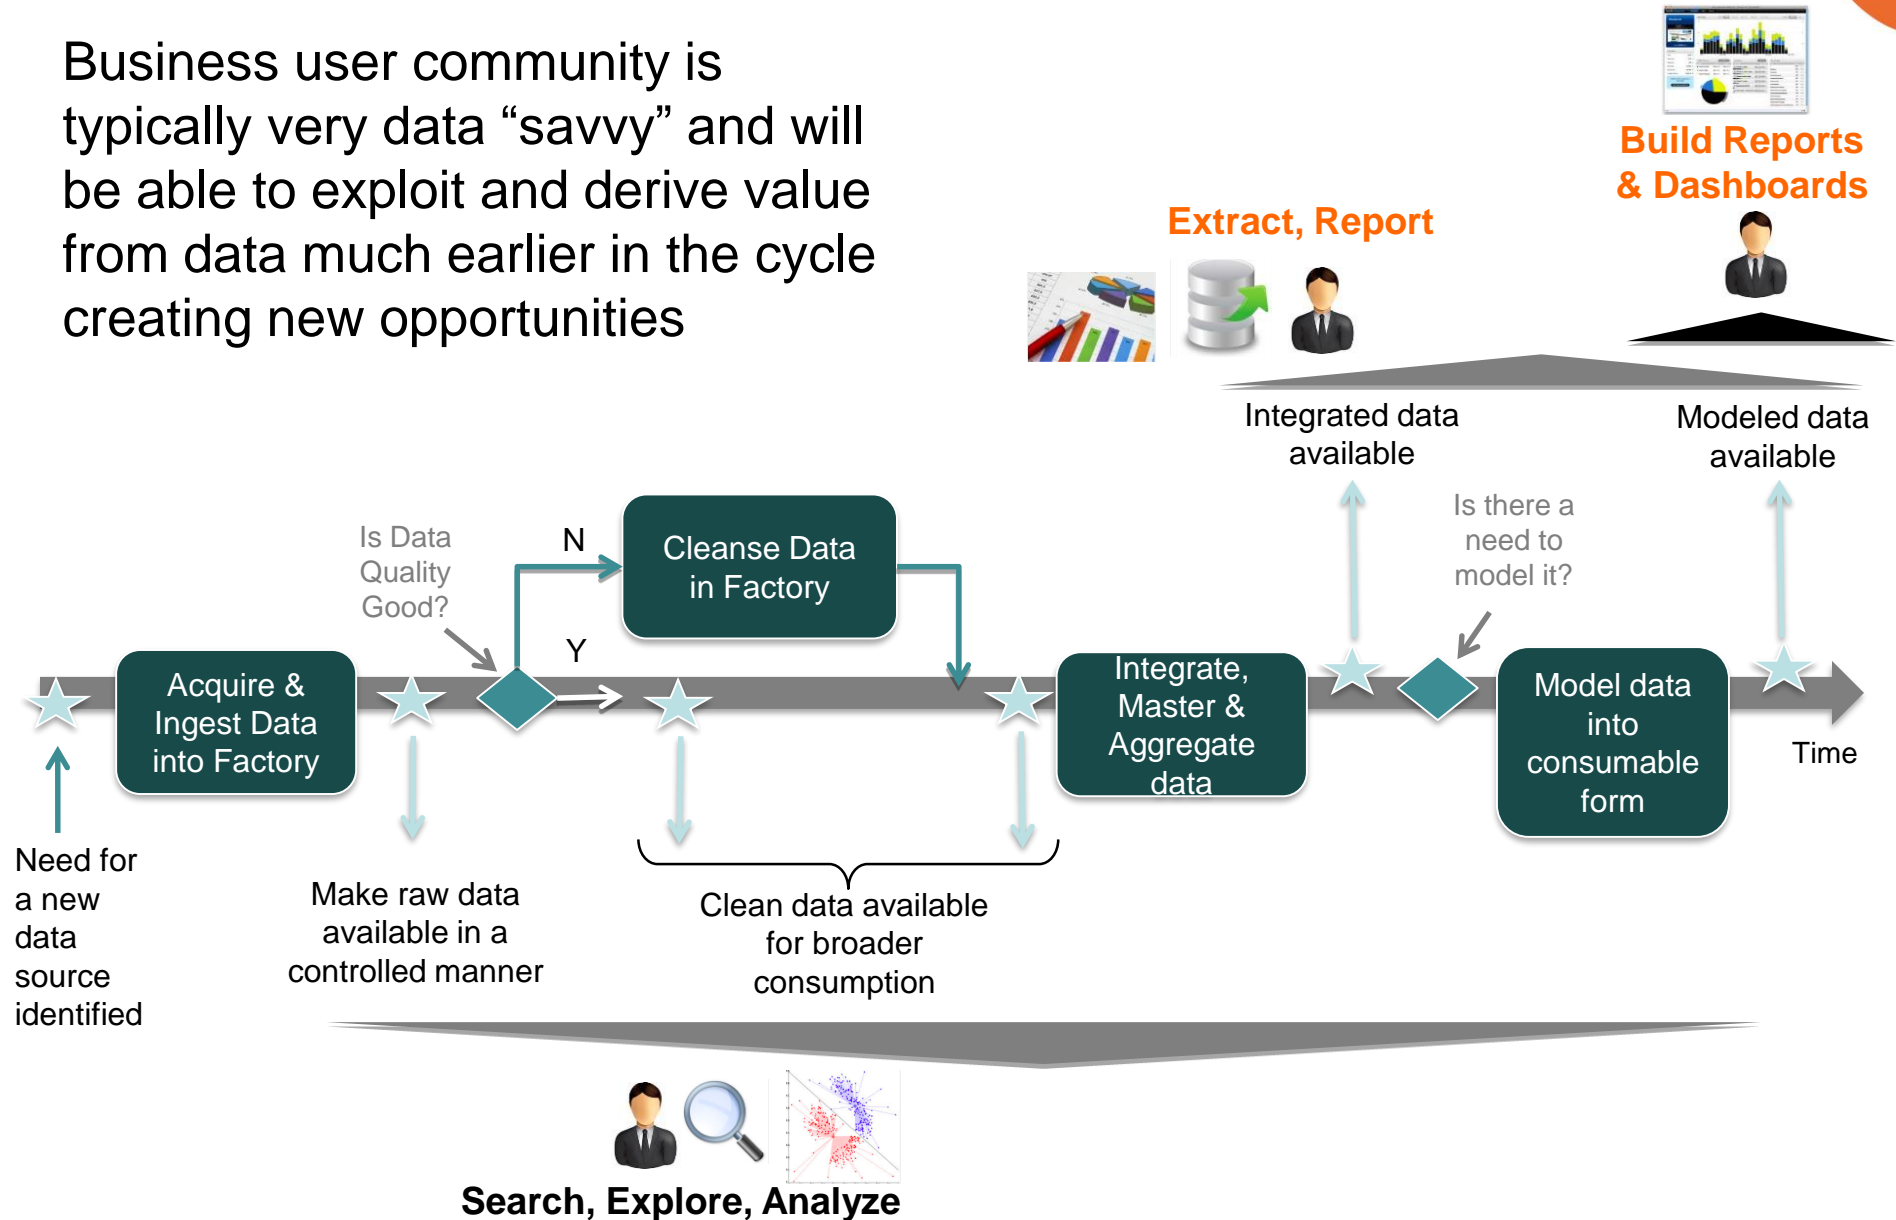 Business user community is
typically very data “savvy” and will
be able to exploit and derive value
from data much earlier in the cycle
creating new opportunities
Build Reports
& Dashboards
Extract, Report
Integrated data
available
Modeled data
available
Is Data
Quality
Good?
N
Y
Cleanse Data
in Factory
Is there a
need to
model it?
Acquire &
Ingest Data
into Factory
Integrate,
Master &
Aggregate
data
Model data
into
consumable
form
Time
Need for
a new
data
source
identified
Make raw data
available in a
controlled manner
Clean data available
for broader
consumption
Search, Explore, Analyze